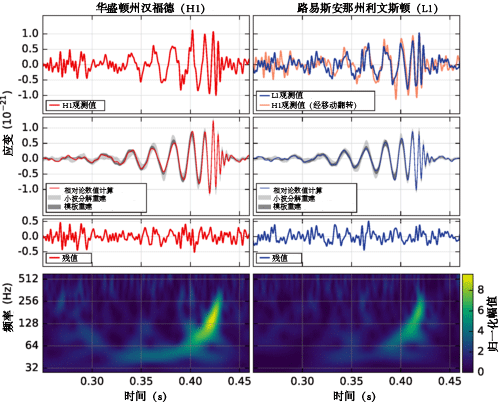 华盛顿州汉福德 (H1)
路易斯安那州利文斯顿 (L1)
1.0
0.5
0.0
-0.5
-1.0
H1观测值
L1观测值
H1观测值（经移动翻转）
应变 (10⁻²¹)
1.0
0.5
0.0
-0.5
-1.0
相对论数值计算
小波分解重建
模板重建
相对论数值计算
小波分解重建
模板重建
0.5
0.0
-0.5
残值
残值
频率 (Hz)
512
256
128
64
32
8
6
4
2
0
归一化幅值
0.30
0.35
0.40
0.45
0.30
0.35
0.40
0.45
时间 (s)
时间 (s)